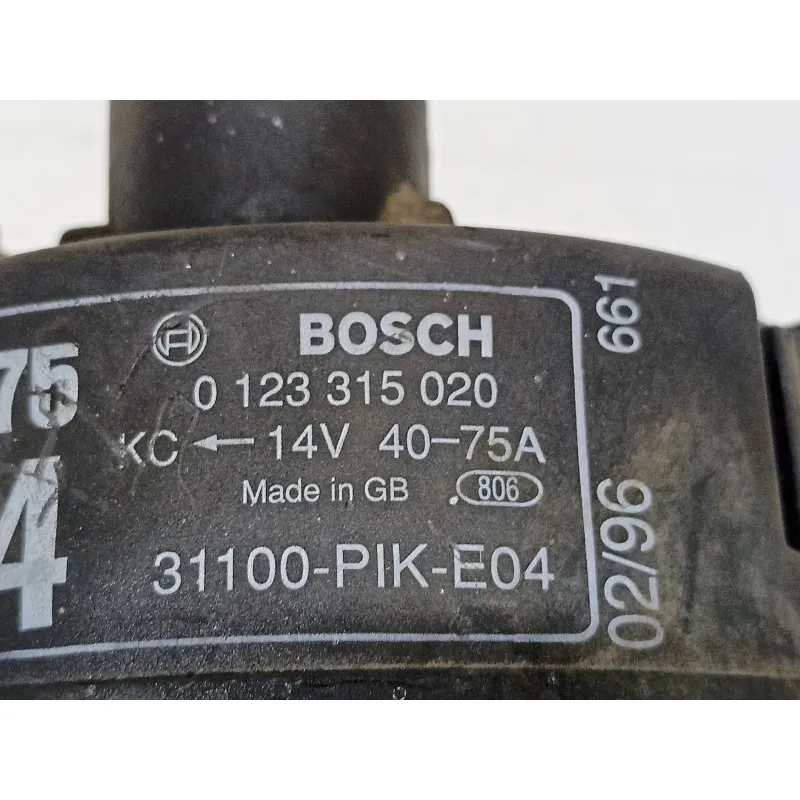 BOSCH
0 123 315 020
KC ← 14V 40-75A
Made in GB 806
31100-PIK-E04
75
4
661
02/96